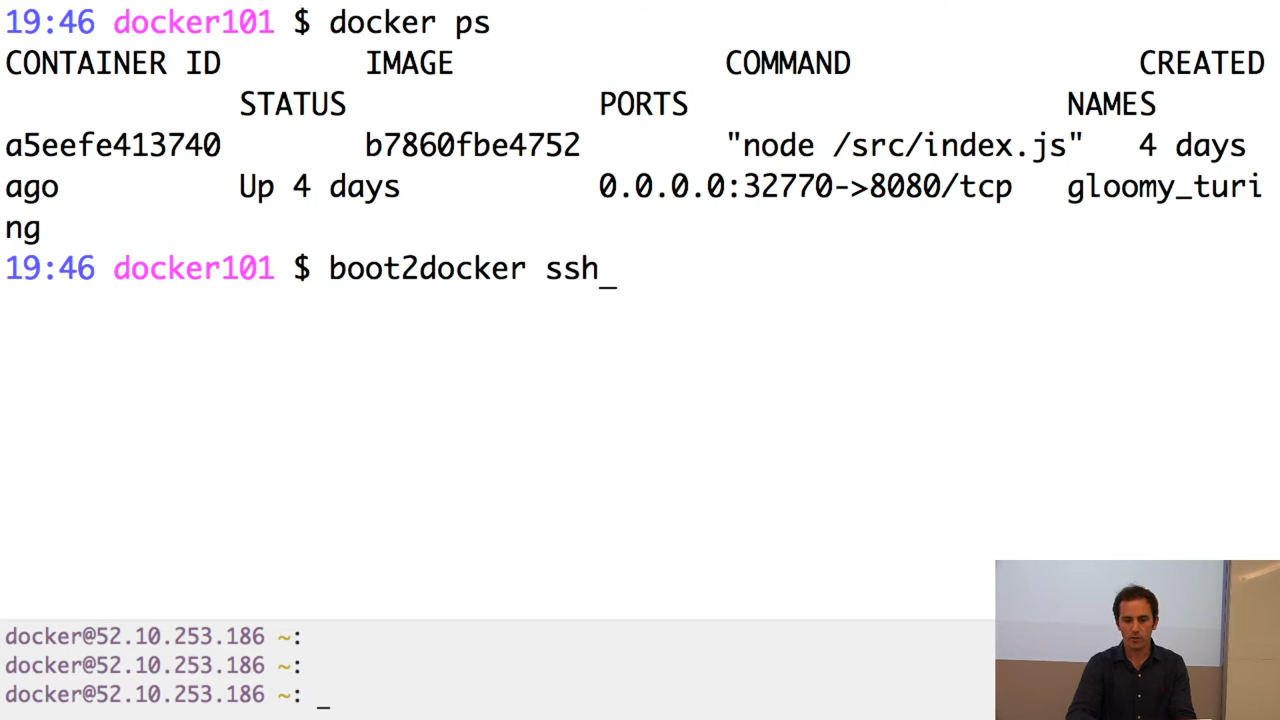 19:46 docker101 $ docker ps
CONTAINER ID IMAGE COMMAND CREATED
STATUS PORTS NAMES
a5eefe413740 b7860fbe4752 "node /src/index.js" 4 days
ago Up 4 days 0.0.0.0:32770->8080/tcp gloomy_turi
ng
19:46 docker101 $ boot2docker ssh_
docker@52.10.253.186 ~:
docker@52.10.253.186 ~:
docker@52.10.253.186 ~: _